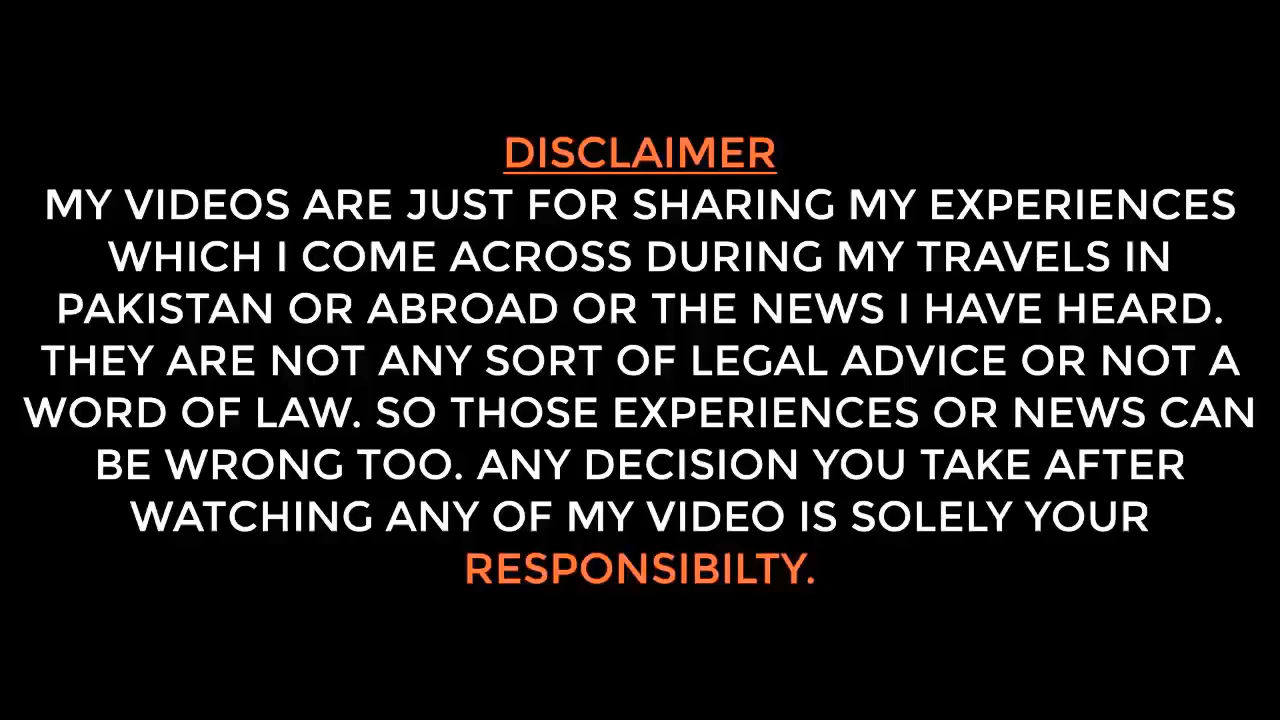 DISCLAIMER
MY VIDEOS ARE JUST FOR SHARING MY EXPERIENCES
WHICH I COME ACROSS DURING MY TRAVELS IN
PAKISTAN OR ABROAD OR THE NEWS I HAVE HEARD.
THEY ARE NOT ANY SORT OF LEGAL ADVICE OR NOT A
WORD OF LAW. SO THOSE EXPERIENCES OR NEWS CAN
BE WRONG TOO. ANY DECISION YOU TAKE AFTER
WATCHING ANY OF MY VIDEO IS SOLELY YOUR
RESPONSIBILTY.